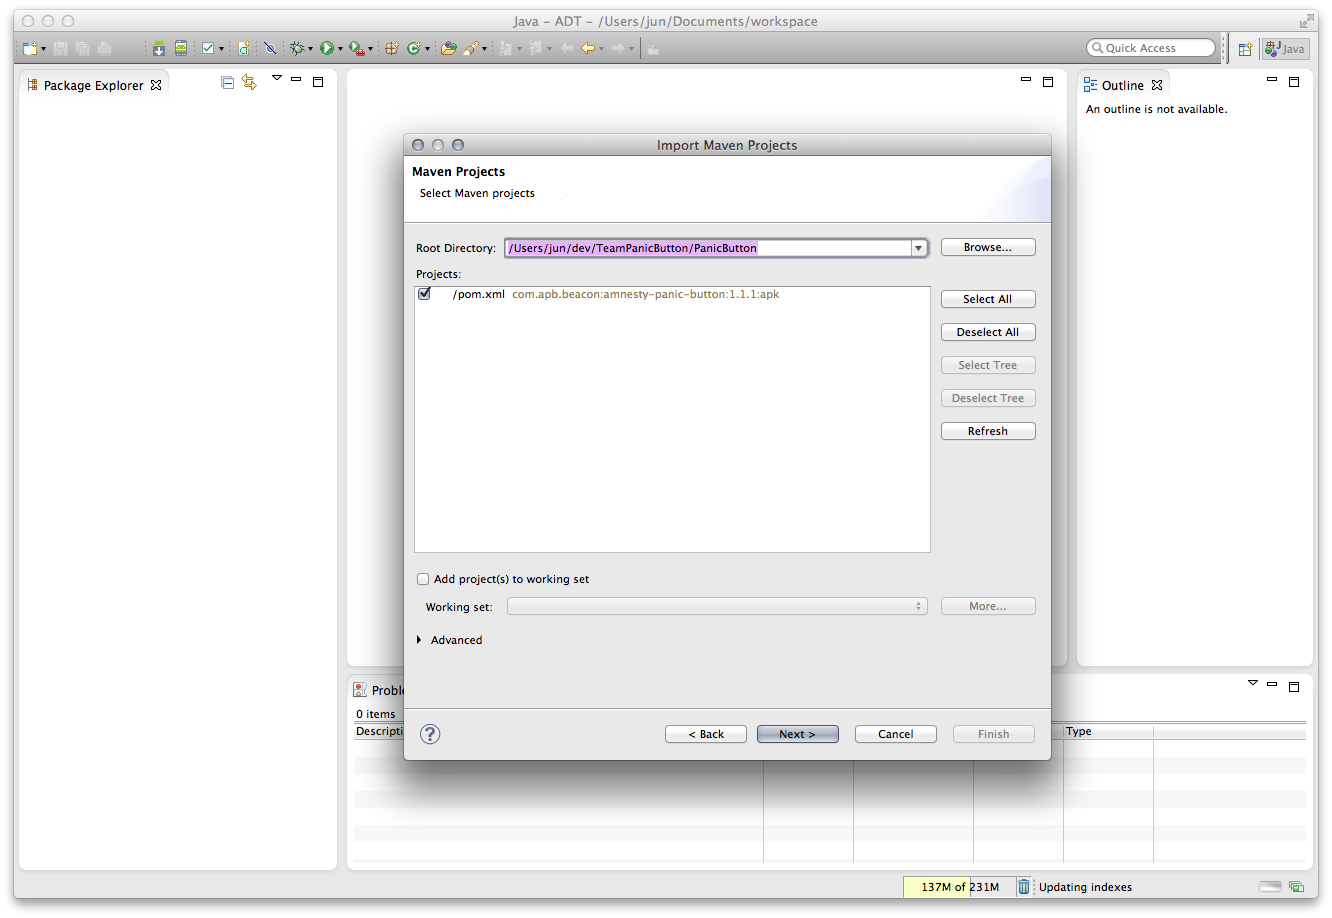 Java – ADT – /Users/jun/Documents/workspace
Quick Access
Java
Package Explorer
Outline
An outline is not available.
Import Maven Projects
Maven Projects
Select Maven projects
Root Directory: /Users/jun/dev/TeamPanicButton/PanicButton Browse...
Projects:
/pom.xml com.apb.beacon:amnesty-panic-button:1.1.1:apk
Select All
Deselect All
Select Tree
Deselect Tree
Refresh
Add project(s) to working set
Working set: More...
Advanced
Proble
0 items
Descripti
Type
? < Back Next > Cancel Finish
137M of 231M Updating indexes